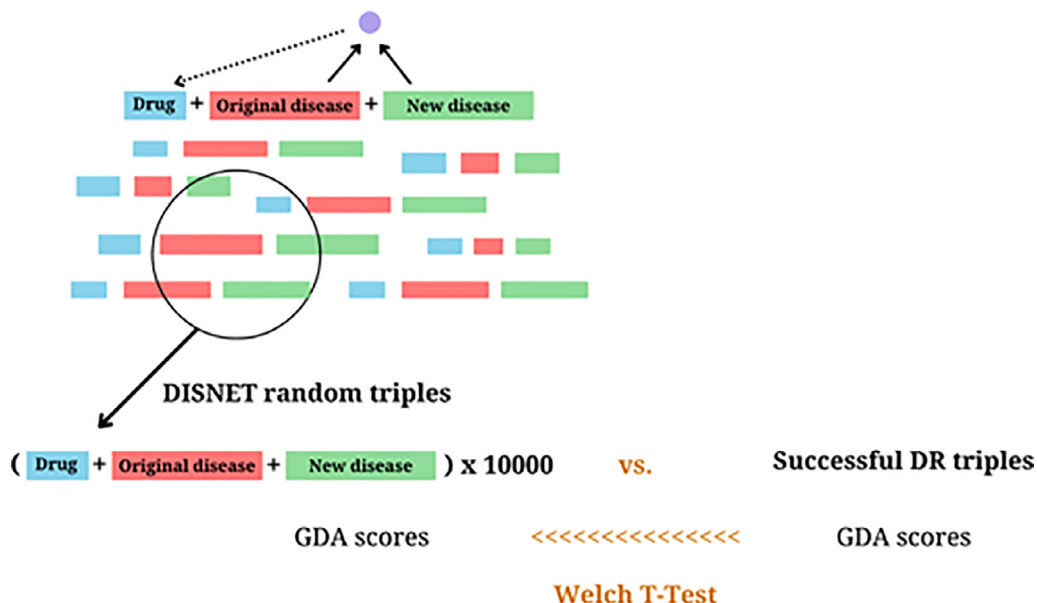 Drug + Original disease + New disease
DISNET random triples
( Drug + Original disease + New disease ) x 10000 vs. Successful DR triples
GDA scores <<<<<<<<<<<<<<< GDA scores
Welch T-Test